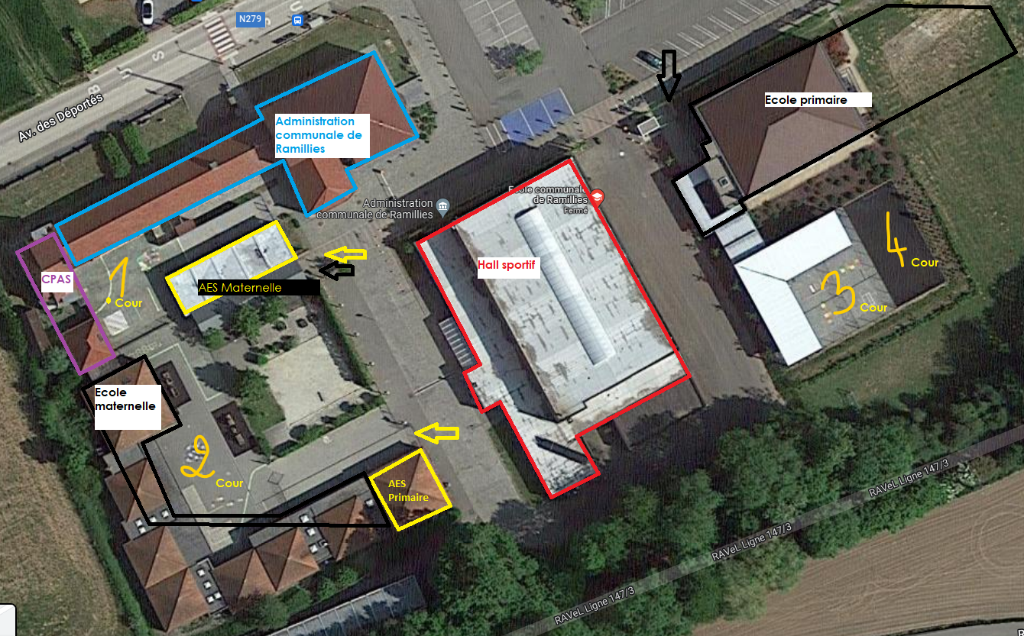 N279
Av. des Déportés
BUS
Administration
communale de
Ramillies
Ecole primaire
Administration
communale de Ramillies
Ecole communale
de Ramillies
Fermé
Hall sportif
CPAS
1
Cour
AES Maternelle
4
Cour
3
Cour
Ecole
maternelle
2
Cour
AES
Primaire
RAVeL Ligne 147/3
RAVeL Ligne 147/3
RAVeL Ligne 147/3